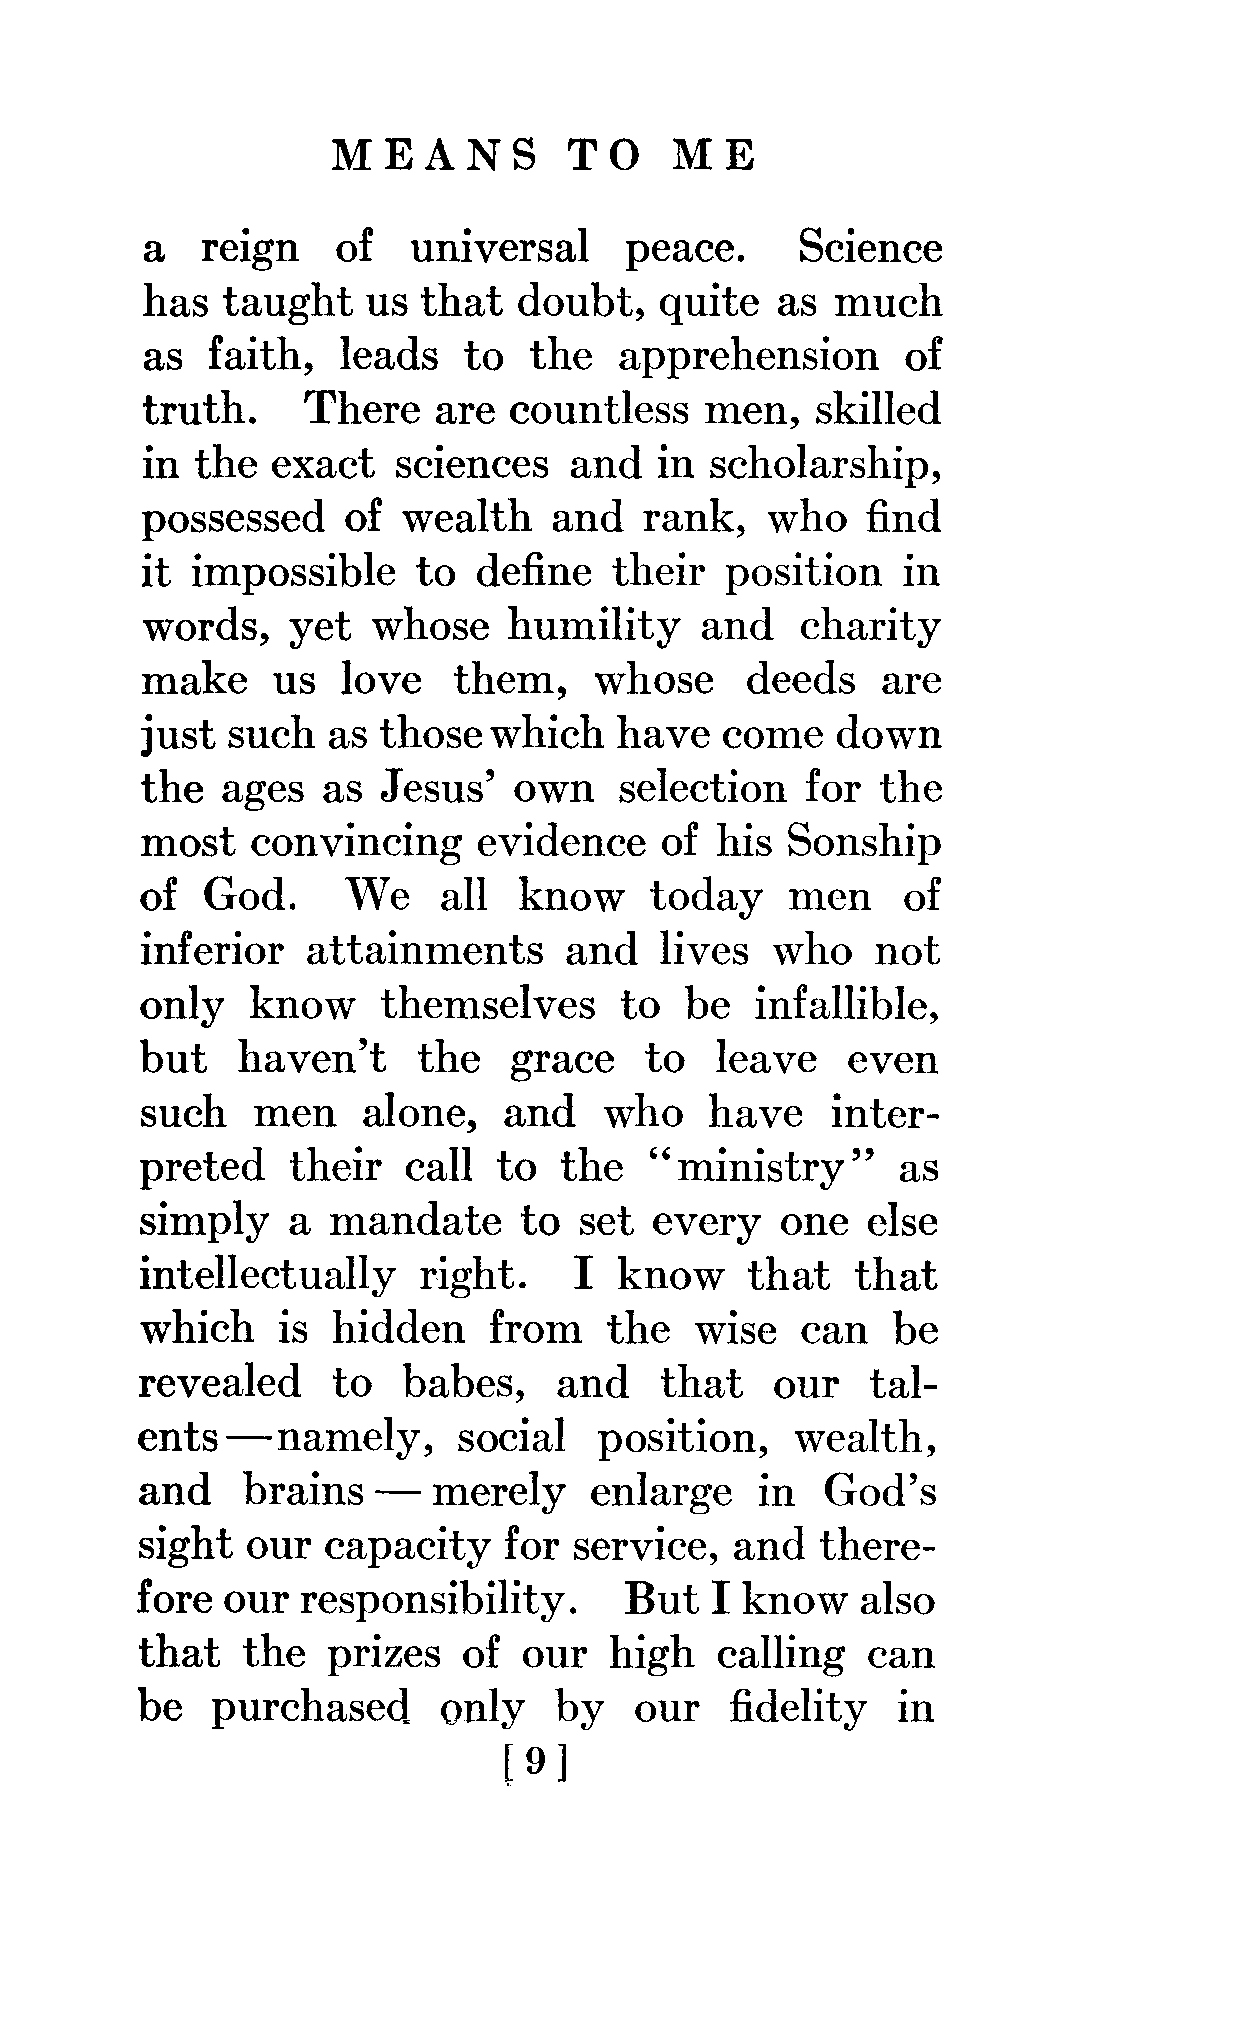 MEANS TO ME
a reign of universal peace. Science
has taught us that doubt, quite as much
as faith, leads to the apprehension of
truth. There are countless men, skilled
in the exact sciences and in scholarship,
possessed of wealth and rank, who find
it impossible to define their position in
words, yet whose humility and charity
make us love them, whose deeds are
just such as those which have come down
the ages as Jesus' own selection for the
most convincing evidence of his Sonship
of God. We all know today men of
inferior attainments and lives who not
only know themselves to be infallible,
but haven't the grace to leave even
such men alone, and who have inter-
preted their call to the "ministry" as
simply a mandate to set every one else
intellectually right. I know that that
which is hidden from the wise can be
revealed to babes, and that our tal-
ents—namely, social position, wealth,
and brains — merely enlarge in God's
sight our capacity for service, and there-
fore our responsibility. But I know also
that the prizes of our high calling can
be purchased only by our fidelity in
[9]